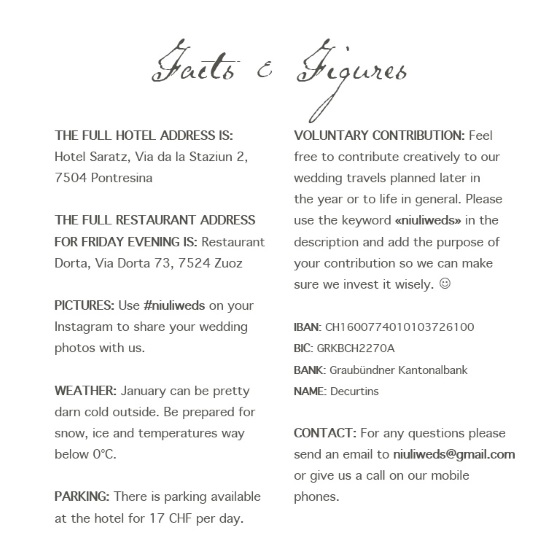 Facts & Figures
THE FULL HOTEL ADDRESS IS:
Hotel Saratz, Via da la Staziun 2,
7504 Pontresina
THE FULL RESTAURANT ADDRESS
FOR FRIDAY EVENING IS: Restaurant
Dorta, Via Dorta 73, 7524 Zuoz
PICTURES: Use #niuliweds on your
Instagram to share your wedding
photos with us.
WEATHER: January can be pretty
darn cold outside. Be prepared for
snow, ice and temperatures way
below 0°C.
PARKING: There is parking available
at the hotel for 17 CHF per day.
VOLUNTARY CONTRIBUTION: Feel
free to contribute creatively to our
wedding travels planned later in
the year or to life in general. Please
use the keyword «niuliweds» in the
description and add the purpose of
your contribution so we can make
sure we invest it wisely. ☺
IBAN: CH1600774010103726100
BIC: GRKBCH2270A
BANK: Graubündner Kantonalbank
NAME: Decurtins
CONTACT: For any questions please
send an email to niuliweds@gmail.com
or give us a call on our mobile
phones.